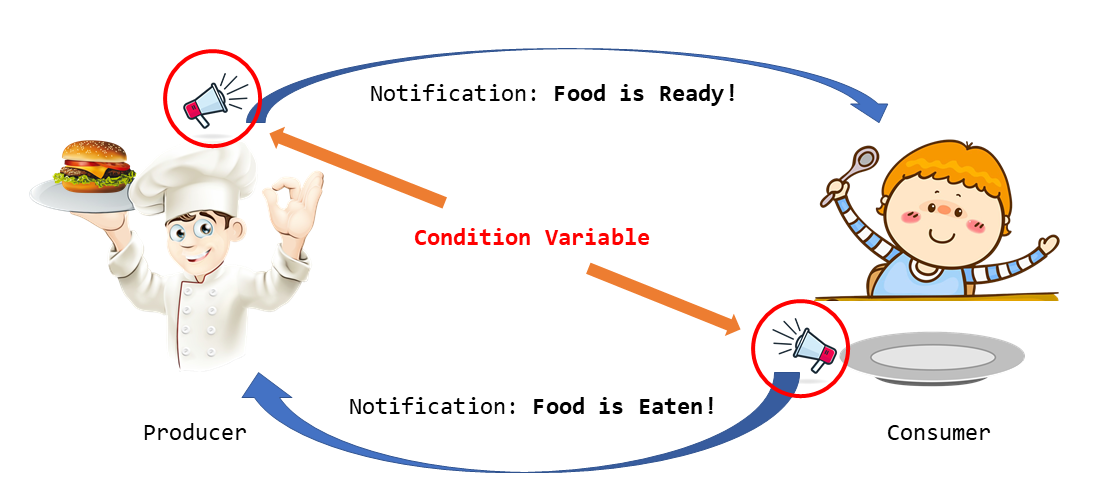 Notification: Food is Ready!
Condition Variable
Notification: Food is Eaten!
Producer
Consumer